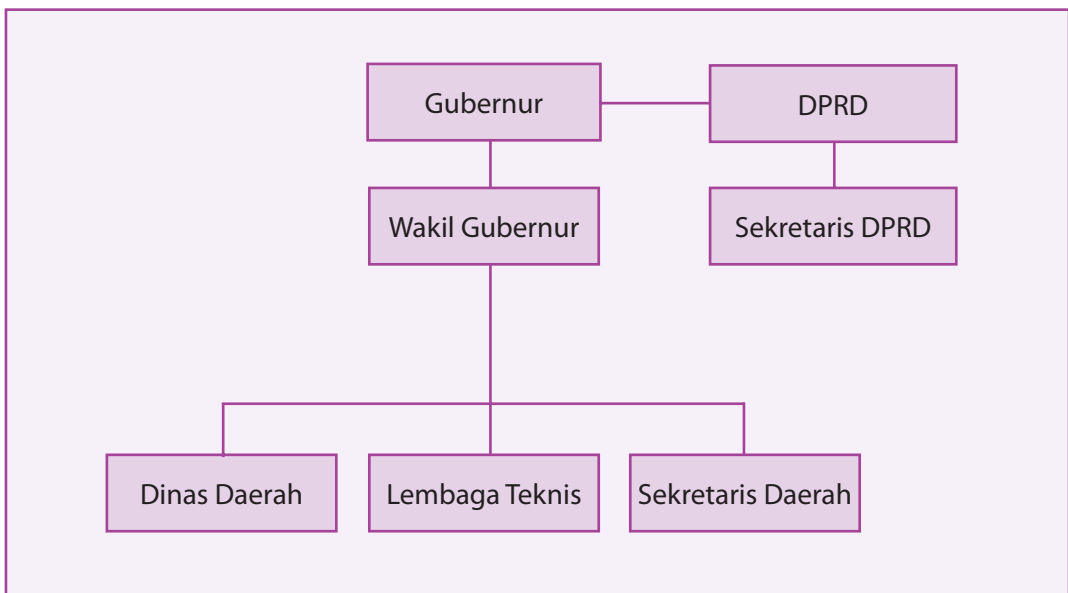 Gubernur
DPRD
Wakil Gubernur
Sekretaris DPRD
Dinas Daerah
Lembaga Teknis
Sekretaris Daerah